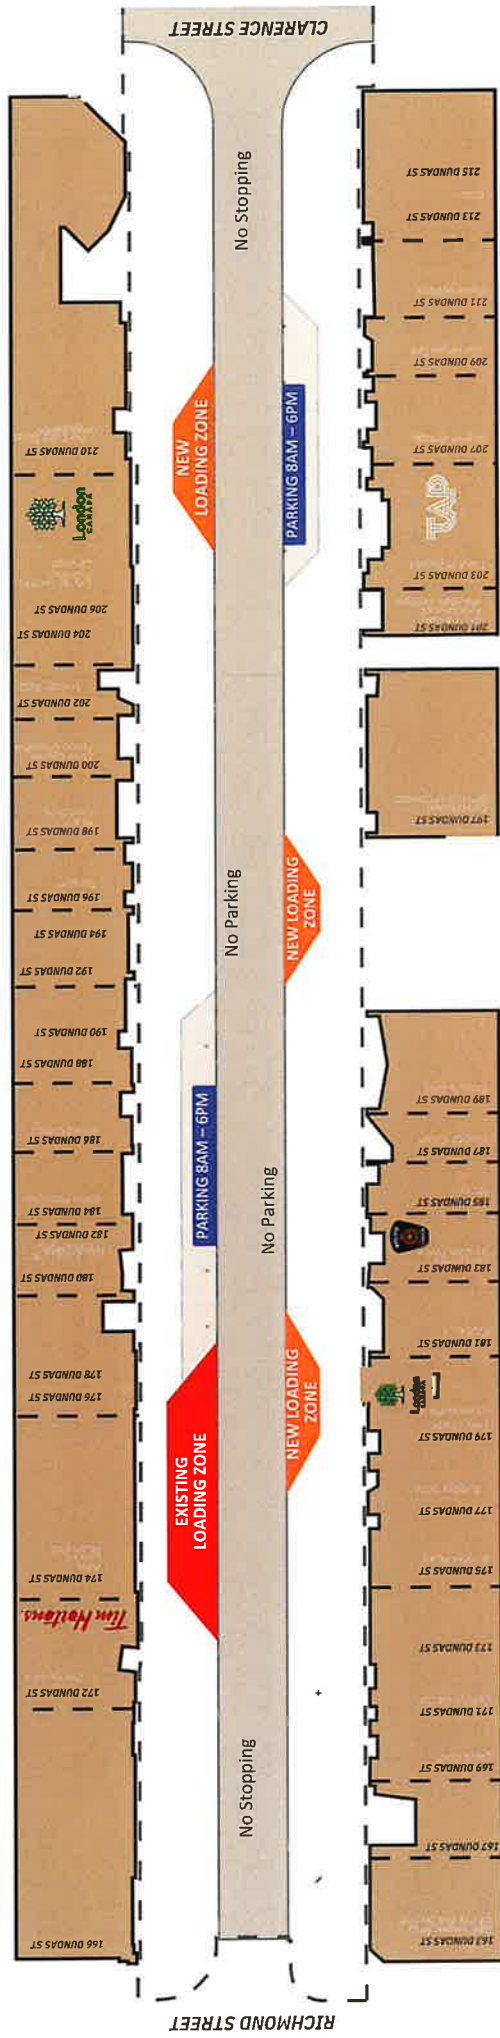 CLARENCE STREET
210 DUNDAS ST
London
CANADA
206 DUNDAS ST
204 DUNDAS ST
202 DUNDAS ST
200 DUNDAS ST
198 DUNDAS ST
196 DUNDAS ST
194 DUNDAS ST
192 DUNDAS ST
190 DUNDAS ST
188 DUNDAS ST
186 DUNDAS ST
184 DUNDAS ST
182 DUNDAS ST
180 DUNDAS ST
178 DUNDAS ST
176 DUNDAS ST
174 DUNDAS ST
Tim Hortons.
172 DUNDAS ST
166 DUNDAS ST
NEW
LOADING ZONE
PARKING 8AM – 6PM
EXISTING
LOADING ZONE
No Stopping
No Parking
No Parking
No Stopping
PARKING 8AM – 6PM
NEW LOADING
ZONE
NEW LOADING
ZONE
215 DUNDAS ST
213 DUNDAS ST
211 DUNDAS ST
209 DUNDAS ST
207 DUNDAS ST
TAP
203 DUNDAS ST
201 DUNDAS ST
197 DUNDAS ST
189 DUNDAS ST
187 DUNDAS ST
185 DUNDAS ST
183 DUNDAS ST
181 DUNDAS ST
London
CANADA
179 DUNDAS ST
177 DUNDAS ST
175 DUNDAS ST
173 DUNDAS ST
171 DUNDAS ST
169 DUNDAS ST
167 DUNDAS ST
163 DUNDAS ST
RICHMOND STREET